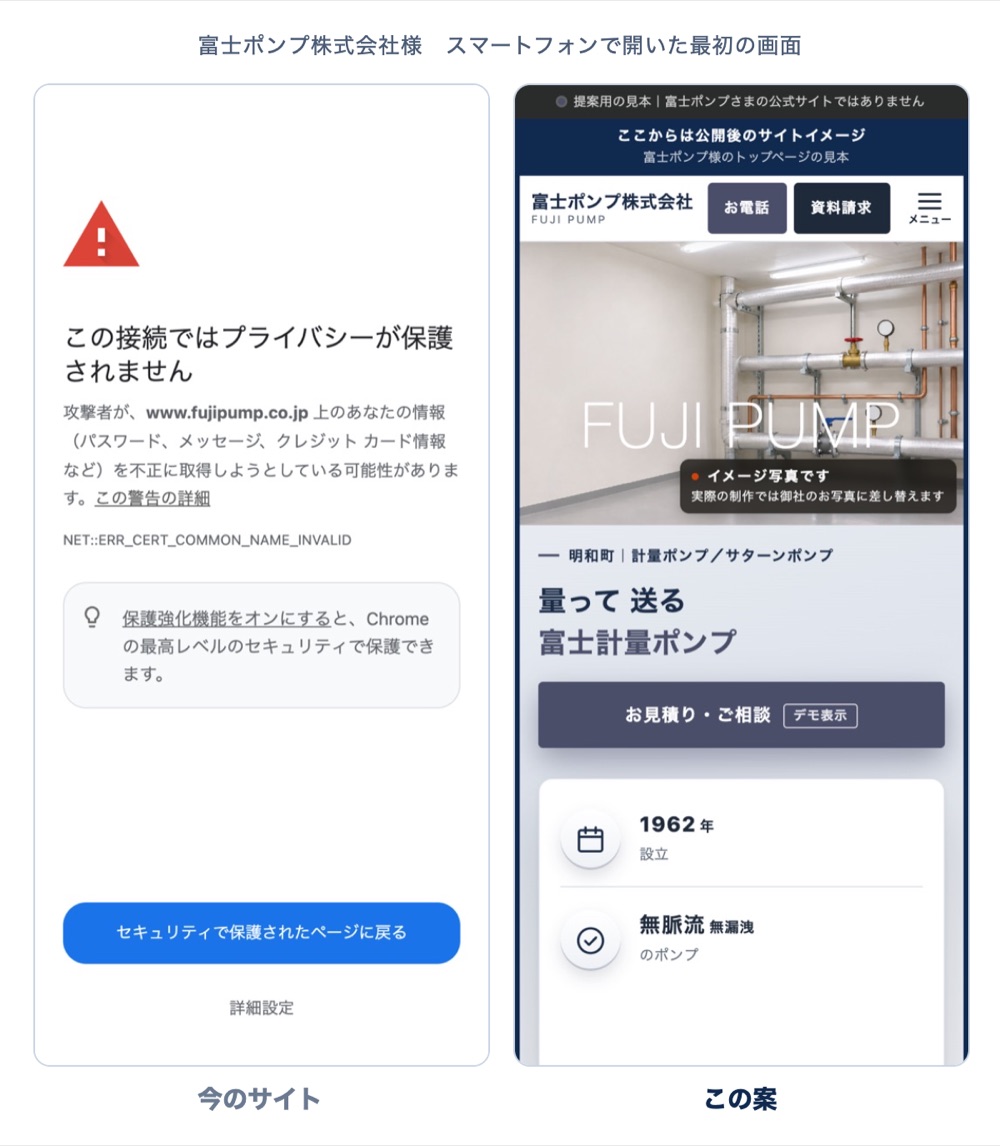 富士ポンプ株式会社様　スマートフォンで開いた最初の画面
この接続ではプライバシーが保護
されません
攻撃者が、www.fujipump.co.jp 上のあなたの情報
（パスワード、メッセージ、クレジット カード情報
など）を不正に取得しようとしている可能性がありま
す。この警告の詳細
NET::ERR_CERT_COMMON_NAME_INVALID
保護強化機能をオンにすると、Chrome
の最高レベルのセキュリティで保護でき
ます。
セキュリティで保護されたページに戻る
詳細設定
今のサイト
提案用の見本｜富士ポンプさまの公式サイトではありません
ここからは公開後のサイトイメージ
富士ポンプ様のトップページの見本
富士ポンプ株式会社
FUJI PUMP
お電話
資料請求
メニュー
FUJI PUMP
イメージ写真です
実際の制作では御社のお写真に差し替えます
明和町｜計量ポンプ／サターンポンプ
量って 送る
富士計量ポンプ
お見積り・ご相談 デモ表示
1962 年
設立
無脈流 無漏洩
のポンプ
この案